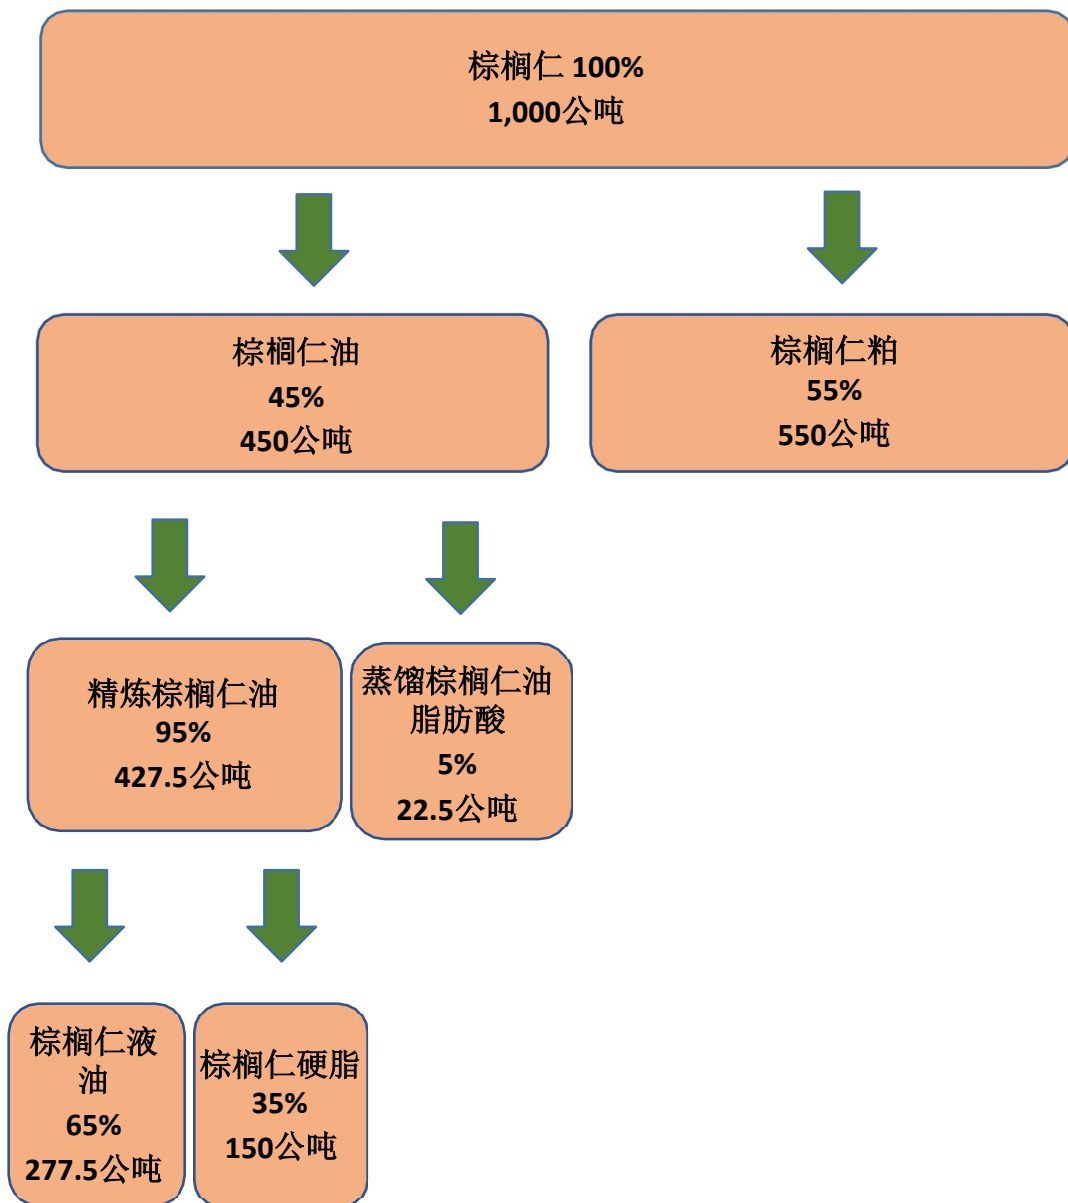 棕榈仁 100%
1,000公吨
棕榈仁油
45%
450公吨
棕榈仁粕
55%
550公吨
精炼棕榈仁油
95%
427.5公吨
蒸馏棕榈仁油
脂肪酸
5%
22.5公吨
棕榈仁液
油
65%
277.5公吨
棕榈仁硬脂
35%
150公吨